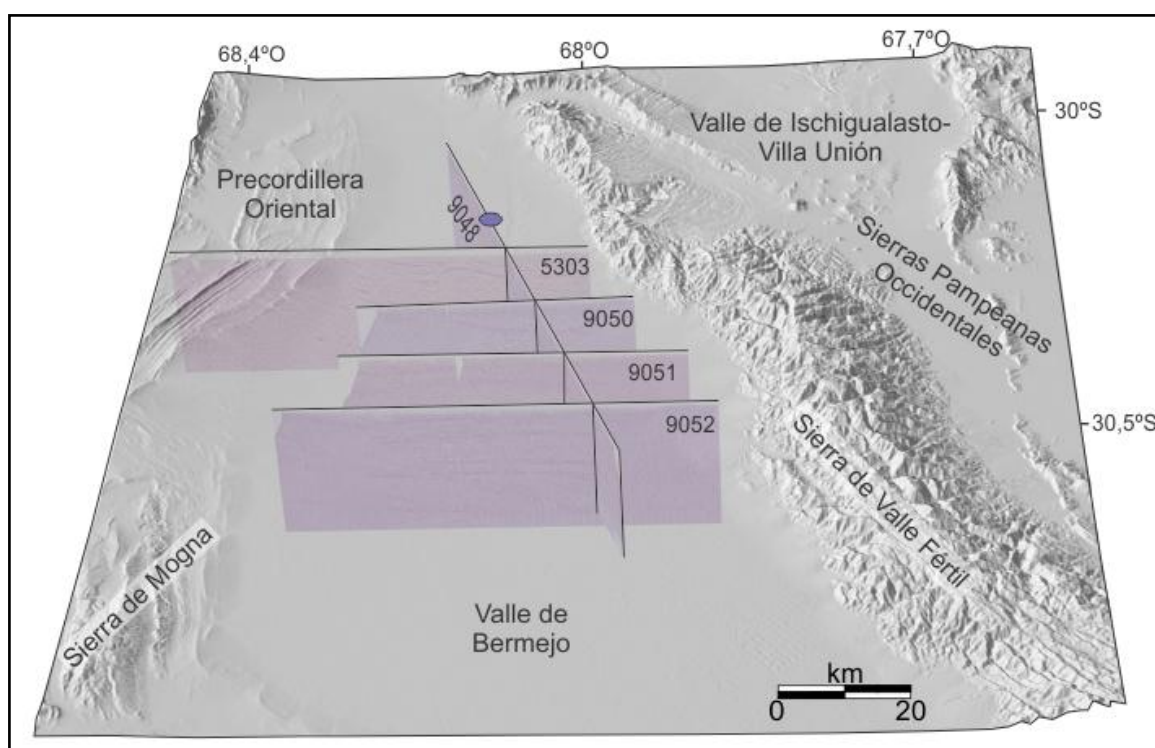 68,4ºO
68ºO
67,7ºO
30ºS
Valle de Ischigualasto-
Villa Unión
Precordillera
Oriental
9048
5303
Sierras Pampeanas
Occidentales
9050
9051
9052
30,5ºS
Sierra de Valle Fértil
Sierra de Mogna
Valle de
Bermejo
km
0 20